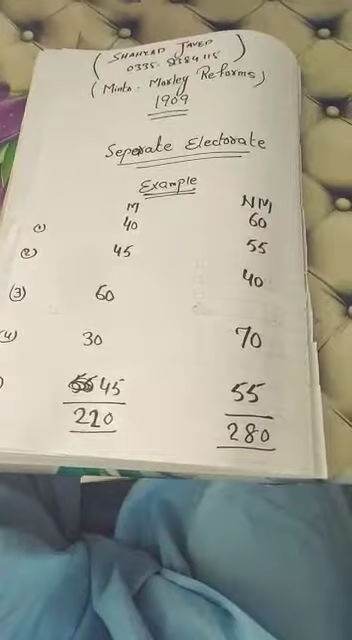 ( SHAHZAD JAVED )
0335-8384115
( Minto-Morley Reforms )
1909
Seperate Electorate
Example
M NM
(1) 40 60
(2) 45 55
(3) 60 40
(4) 30 70
) 45 55
220 280